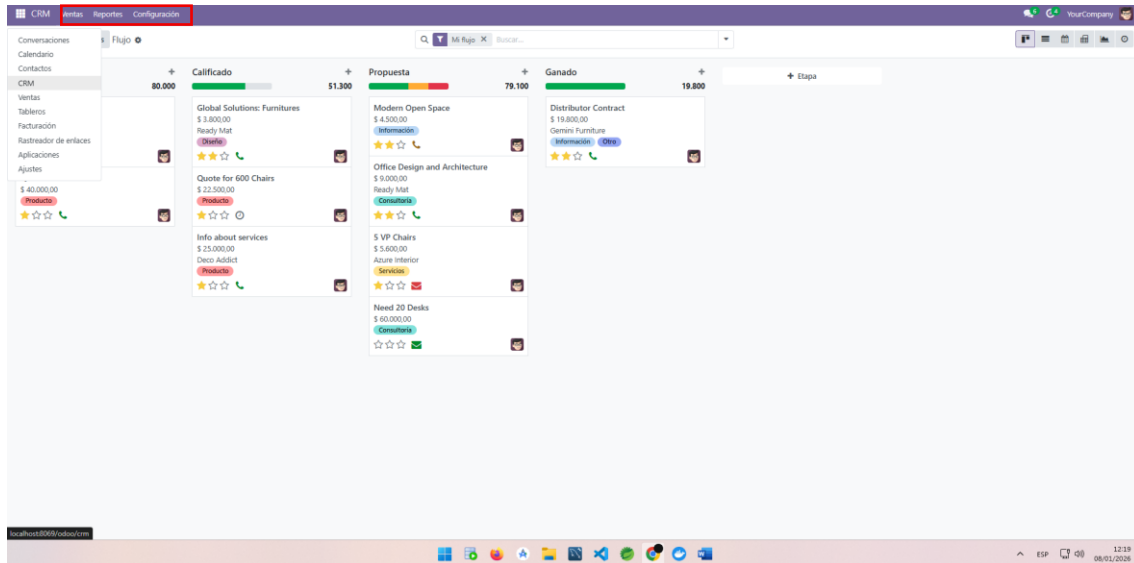 CRM Ventas Reportes Configuración
4 4 YourCompany
Conversaciones
Calendario
Contactos
CRM
Ventas
Tableros
Facturación
Rastreador de enlaces
Aplicaciones
Ajustes
s Flujo
Mi flujo X Buscar...
+ 80.000
$ 40.000,00
Producto
Calificado +
51.300
Global Solutions: Furnitures
$ 3.800,00
Ready Mat
Diseño
Quote for 600 Chairs
$ 22.500,00
Producto
Info about services
$ 25.000,00
Deco Addict
Producto
Propuesta +
79.100
Modern Open Space
$ 4.500,00
Información
Office Design and Architecture
$ 9.000,00
Ready Mat
Consultoría
5 VP Chairs
$ 5.600,00
Azure Interior
Servicios
Need 20 Desks
$ 60.000,00
Consultoría
Ganado +
19.800
Distributor Contract
$ 19.800,00
Gemini Furniture
Información Otro
+ Etapa
localhost:8069/odoo/crm
ESP
12:19
08/01/2026